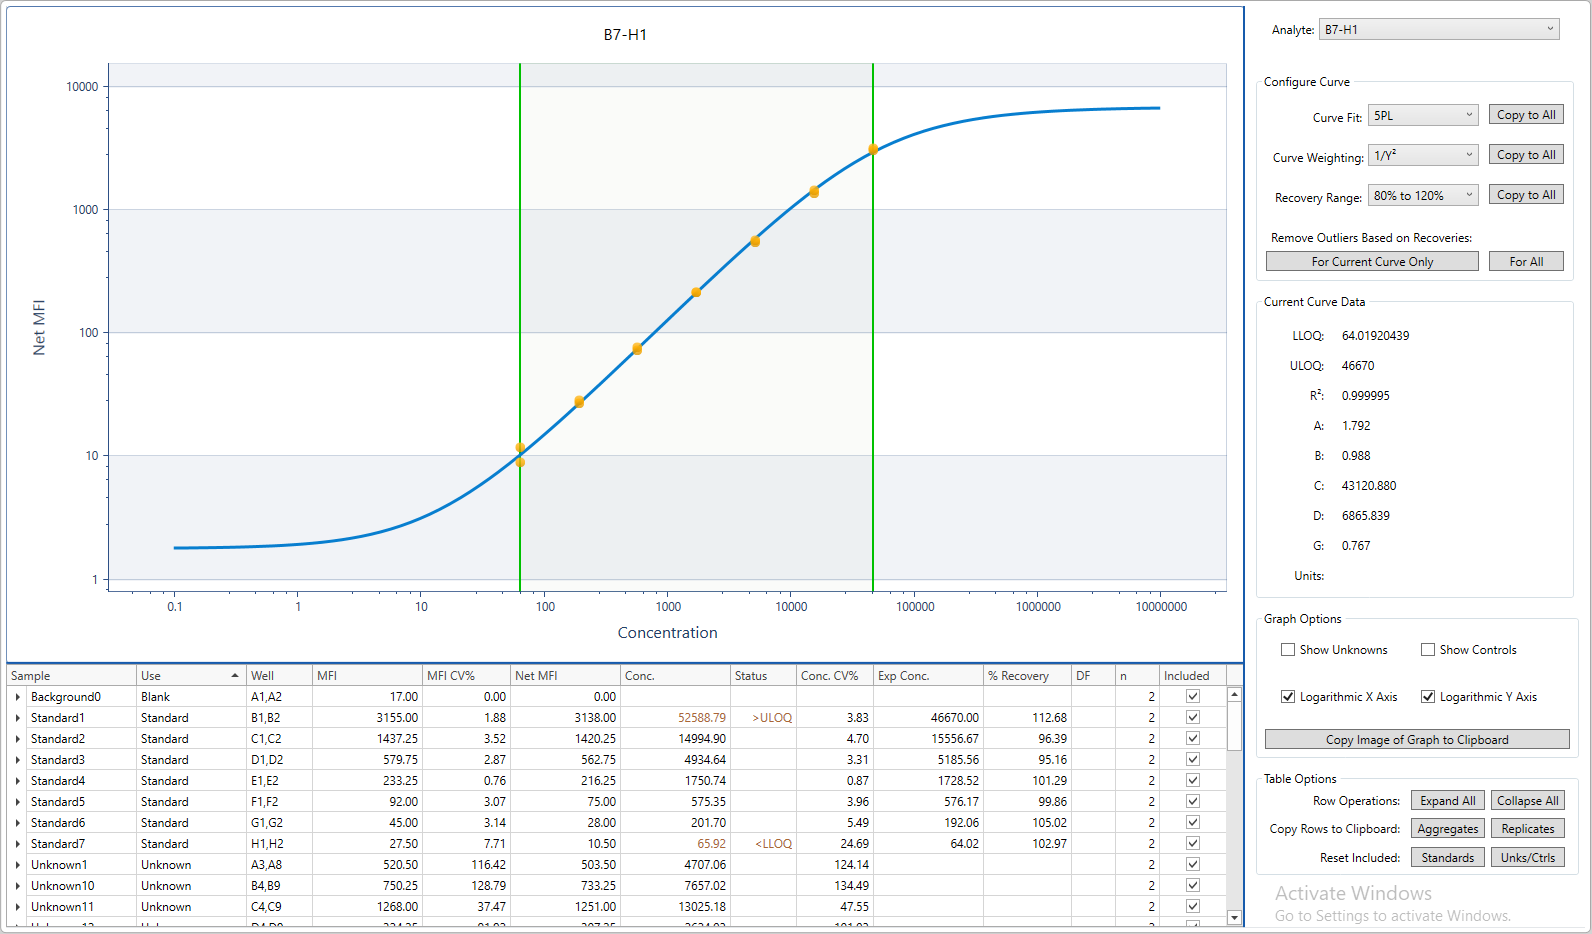 B7-H1
Net MFI
10000
1000
100
10
1
0.1 1 10 100 1000 10000 100000 1000000 10000000
Concentration
Analyte: B7-H1
Configure Curve
Curve Fit: 5PL Copy to All
Curve Weighting: 1/Y² Copy to All
Recovery Range: 80% to 120% Copy to All
Remove Outliers Based on Recoveries:
For Current Curve Only For All
Current Curve Data
LLOQ: 64.01920439
ULOQ: 46670
R²: 0.999995
A: 1.792
B: 0.988
C: 43120.880
D: 6865.839
G: 0.767
Units:
Graph Options
Show Unknowns Show Controls
Logarithmic X Axis Logarithmic Y Axis
Copy Image of Graph to Clipboard
Table Options
Row Operations: Expand All Collapse All
Copy Rows to Clipboard: Aggregates Replicates
Reset Included: Standards Unks/Ctrls
Activate Windows
Go to Settings to activate Windows.
Sample Use Well MFI MFI CV% Net MFI Conc. Status Conc. CV% Exp Conc. % Recovery DF n Included
Background0 Blank A1,A2 17.00 0.00 0.00 2
Standard1 Standard B1,B2 3155.00 1.88 3138.00 52588.79 >ULOQ 3.83 46670.00 112.68 2
Standard2 Standard C1,C2 1437.25 3.52 1420.25 14994.90 4.70 15556.67 96.39 2
Standard3 Standard D1,D2 579.75 2.87 562.75 4934.64 3.31 5185.56 95.16 2
Standard4 Standard E1,E2 233.25 0.76 216.25 1750.74 0.87 1728.52 101.29 2
Standard5 Standard F1,F2 92.00 3.07 75.00 575.35 3.96 576.17 99.86 2
Standard6 Standard G1,G2 45.00 3.14 28.00 201.70 5.49 192.06 105.02 2
Standard7 Standard H1,H2 27.50 7.71 10.50 65.92 <LLOQ 24.69 64.02 102.97 2
Unknown1 Unknown A3,A8 520.50 116.42 503.50 4707.06 124.14 2
Unknown10 Unknown B4,B9 750.25 128.79 733.25 7657.02 134.49 2
Unknown11 Unknown C4,C9 1268.00 37.47 1251.00 13025.18 47.55 2